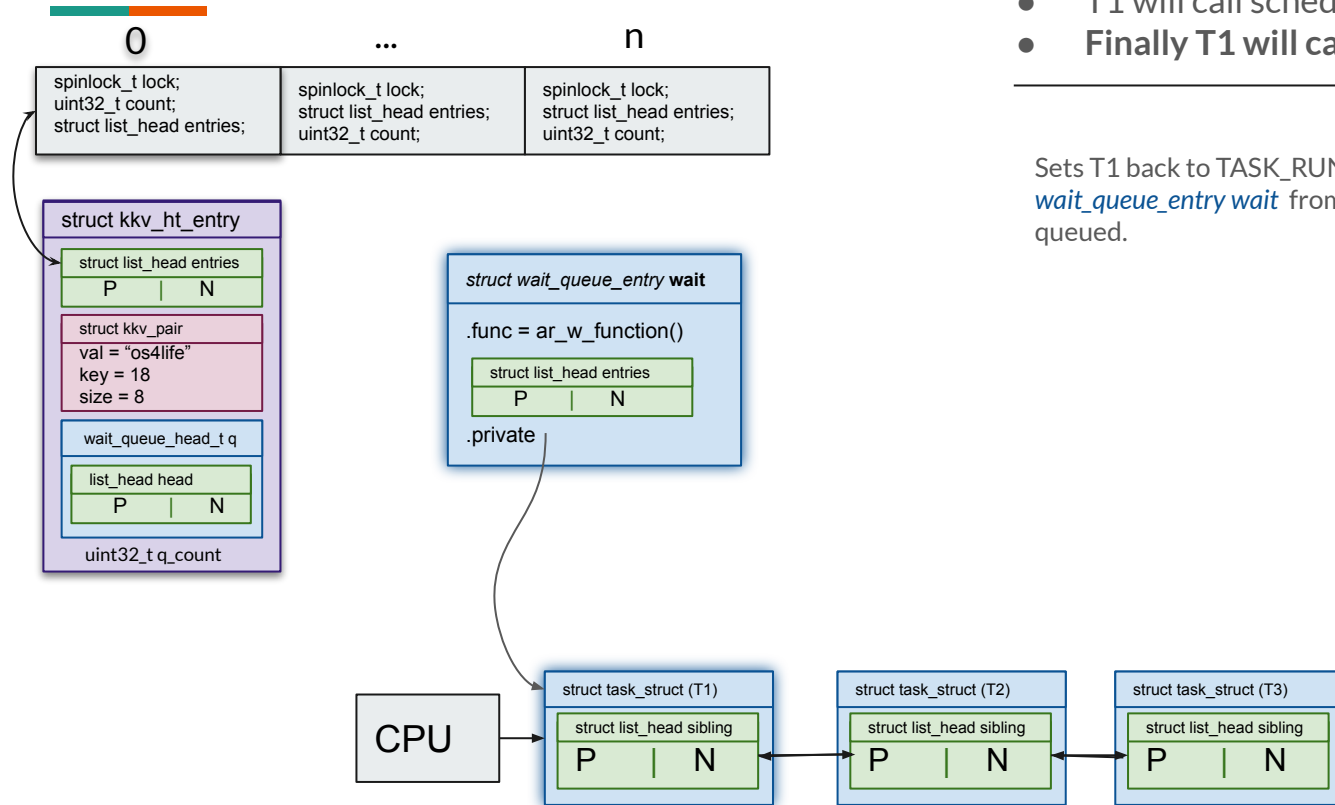 0 ... n
spinlock_t lock;
uint32_t count;
struct list_head entries;
spinlock_t lock;
struct list_head entries;
uint32_t count;
spinlock_t lock;
struct list_head entries;
uint32_t count;
● T1 will call
● Finally T1 will
Sets T1 back to
wait_queue_entry wait
queued.
struct kkv_ht_entry
struct list_head entries
P | N
struct kkv_pair
val = “os4life”
key = 18
size = 8
wait_queue_head_t q
list_head head
P | N
uint32_t q_count
struct wait_queue_entry wait
.func = ar_w_function()
struct list_head entries
P | N
.private
CPU
struct task_struct (T1)
struct list_head sibling
P | N
struct task_struct (T2)
struct list_head sibling
P | N
struct task_struct (T3)
struct list_head sibling
P | N